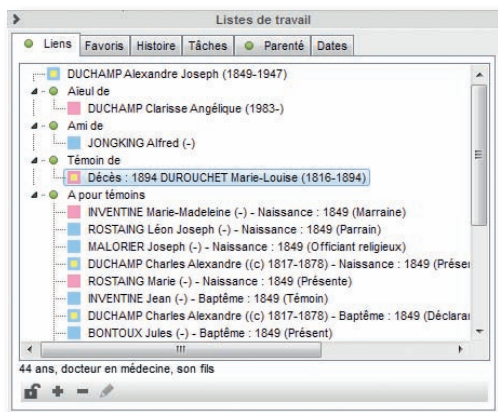 Listes de travail
Liens Favoris Histoire Tâches Parenté Dates
DUCHAMP Alexandre Joseph (1849-1947)
Aïeul de
DUCHAMP Clarisse Angélique (1983-)
Ami de
JONGKING Alfred (-)
Témoin de
Décès : 1894 DUROUCHET Marie-Louise (1816-1894)
A pour témoins
INVENTINE Marie-Madeleine (-) - Naissance : 1849 (Marraine)
ROSTAING Léon Joseph (-) - Naissance : 1849 (Parrain)
MALORIER Joseph (-) - Naissance : 1849 (Officiant religieux)
DUCHAMP Charles Alexandre ((c) 1817-1878) - Naissance : 1849 (Présen
ROSTAING Marie (-) - Naissance : 1849 (Présente)
INVENTINE Jean (-) - Baptême : 1849 (Témoin)
DUCHAMP Charles Alexandre ((c) 1817-1878) - Baptême : 1849 (Déclaran
BONTOUX Jules (-) - Baptême : 1849 (Présent)
44 ans, docteur en médecine, son fils